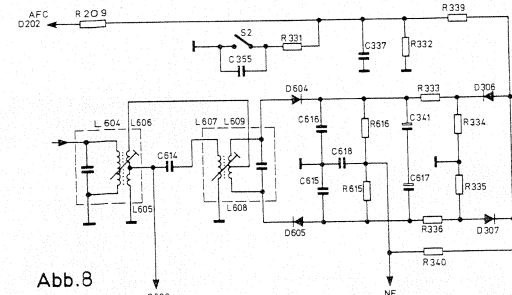 AFC
D202
R209
R339
S2
R331
C355
C337
R332
D604
R333
D306
L604
L606
L607
L609
C616
R616
C341
R334
C614
C618
C615
R615
C617
R335
L605
L608
D605
R336
D307
R340
Abb.8
NF